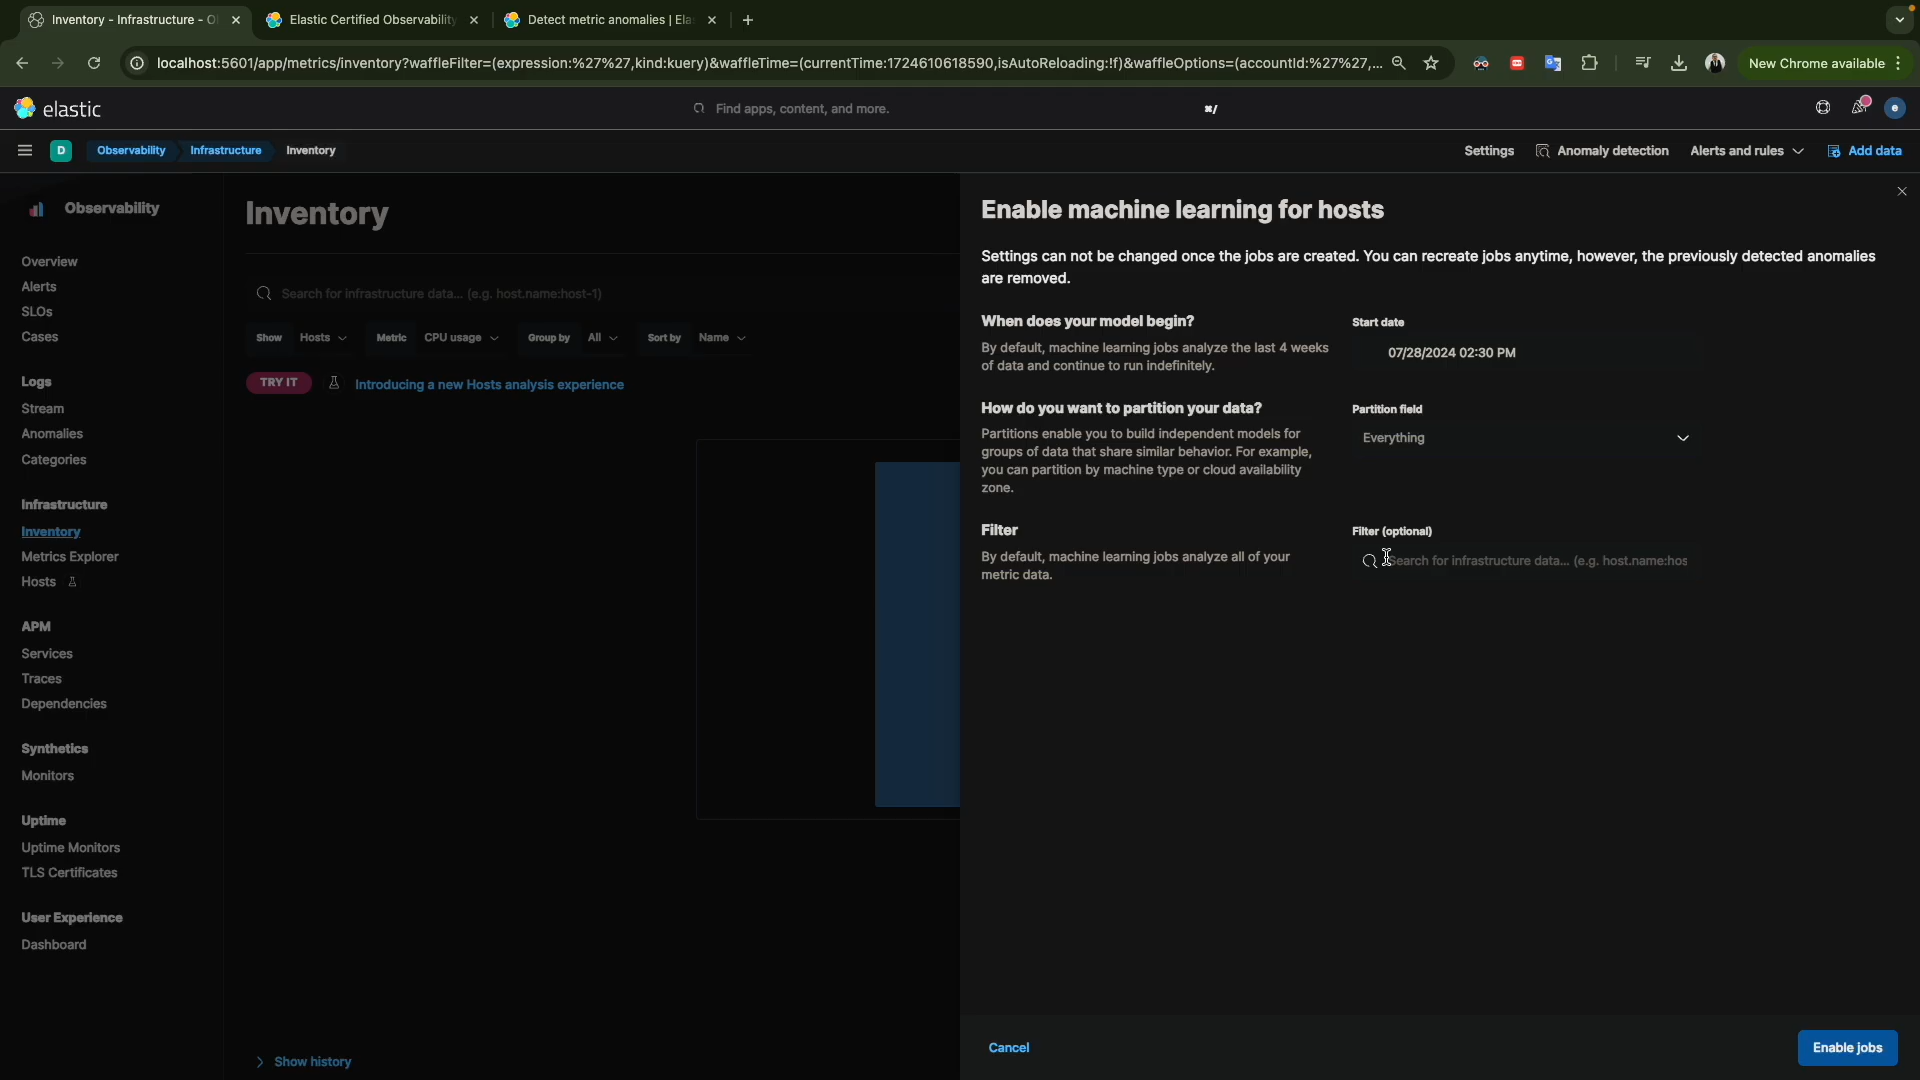 Inventory - Infrastructure - O
Elastic Certified Observability
Detect metric anomalies | Ela
localhost:5601/app/metrics/inventory?waffleFilter=(expression:%27%27,kind:kuery)&waffleTime=(currentTime:1724610618590,isAutoReloading:!f)&waffleOptions=(accountId:%27%27,...
New Chrome available
elastic
Find apps, content, and more.
⌘/
e
D
Observability
Infrastructure
Inventory
Settings
Anomaly detection
Alerts and rules
Add data
Observability
Overview
Alerts
SLOs
Cases
Logs
Stream
Anomalies
Categories
Infrastructure
Inventory
Metrics Explorer
Hosts
APM
Services
Traces
Dependencies
Synthetics
Monitors
Uptime
Uptime Monitors
TLS Certificates
User Experience
Dashboard
Inventory
Search for infrastructure data... (e.g. host.name:host-1)
Show Hosts
Metric CPU usage
Group by All
Sort by Name
TRY IT
Introducing a new Hosts analysis experience
Show history
Enable machine learning for hosts
Settings can not be changed once the jobs are created. You can recreate jobs anytime, however, the previously detected anomalies
are removed.
When does your model begin?
By default, machine learning jobs analyze the last 4 weeks
of data and continue to run indefinitely.
Start date
07/28/2024 02:30 PM
How do you want to partition your data?
Partitions enable you to build independent models for
groups of data that share similar behavior. For example,
you can partition by machine type or cloud availability
zone.
Partition field
Everything
Filter
By default, machine learning jobs analyze all of your
metric data.
Filter (optional)
Search for infrastructure data... (e.g. host.name:hos
Cancel
Enable jobs